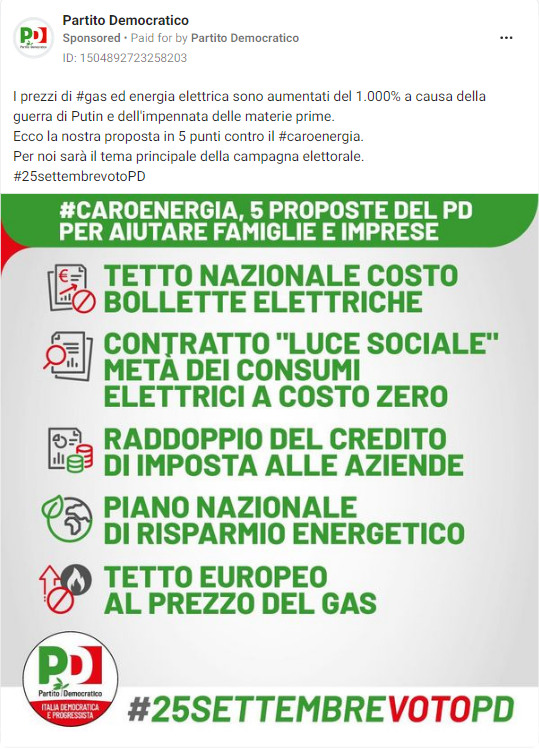 Partito Democratico
Sponsored • Paid for by Partito Democratico
ID: 1504892723258203
I prezzi di #gas ed energia elettrica sono aumentati del 1.000% a causa della
guerra di Putin e dell'impennata delle materie prime.
Ecco la nostra proposta in 5 punti contro il #caroenergia.
Per noi sarà il tema principale della campagna elettorale.
#25settembrevotoPD
#CAROENERGIA, 5 PROPOSTE DEL PD
PER AIUTARE FAMIGLIE E IMPRESE
TETTO NAZIONALE COSTO
BOLLETTE ELETTRICHE
CONTRATTO "LUCE SOCIALE"
METÀ DEI CONSUMI
ELETTRICI A COSTO ZERO
RADDOPPIO DEL CREDITO
DI IMPOSTA ALLE AZIENDE
PIANO NAZIONALE
DI RISPARMIO ENERGETICO
TETTO EUROPEO
AL PREZZO DEL GAS
PD
Partito Democratico
ITALIA DEMOCRATICA
E PROGRESSISTA
#25SETTEMBREVOTOPD